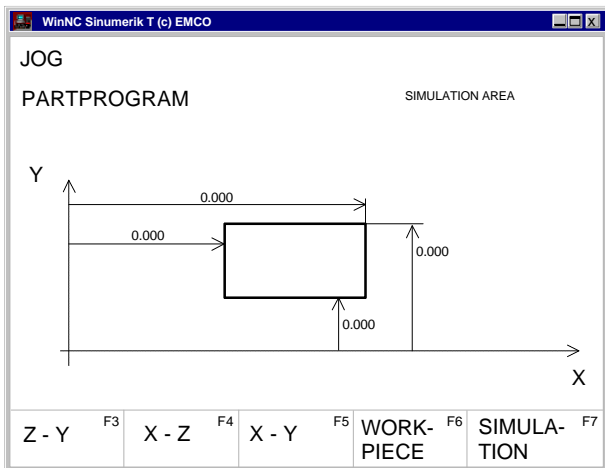 WinNC Sinumerik T (c) EMCO
JOG
PARTPROGRAM
SIMULATION AREA
Y
0.000
0.000
0.000
0.000
X
Z - Y F3
X - Z F4
X - Y F5
WORK- F6
PIECE
SIMULA- F7
TION